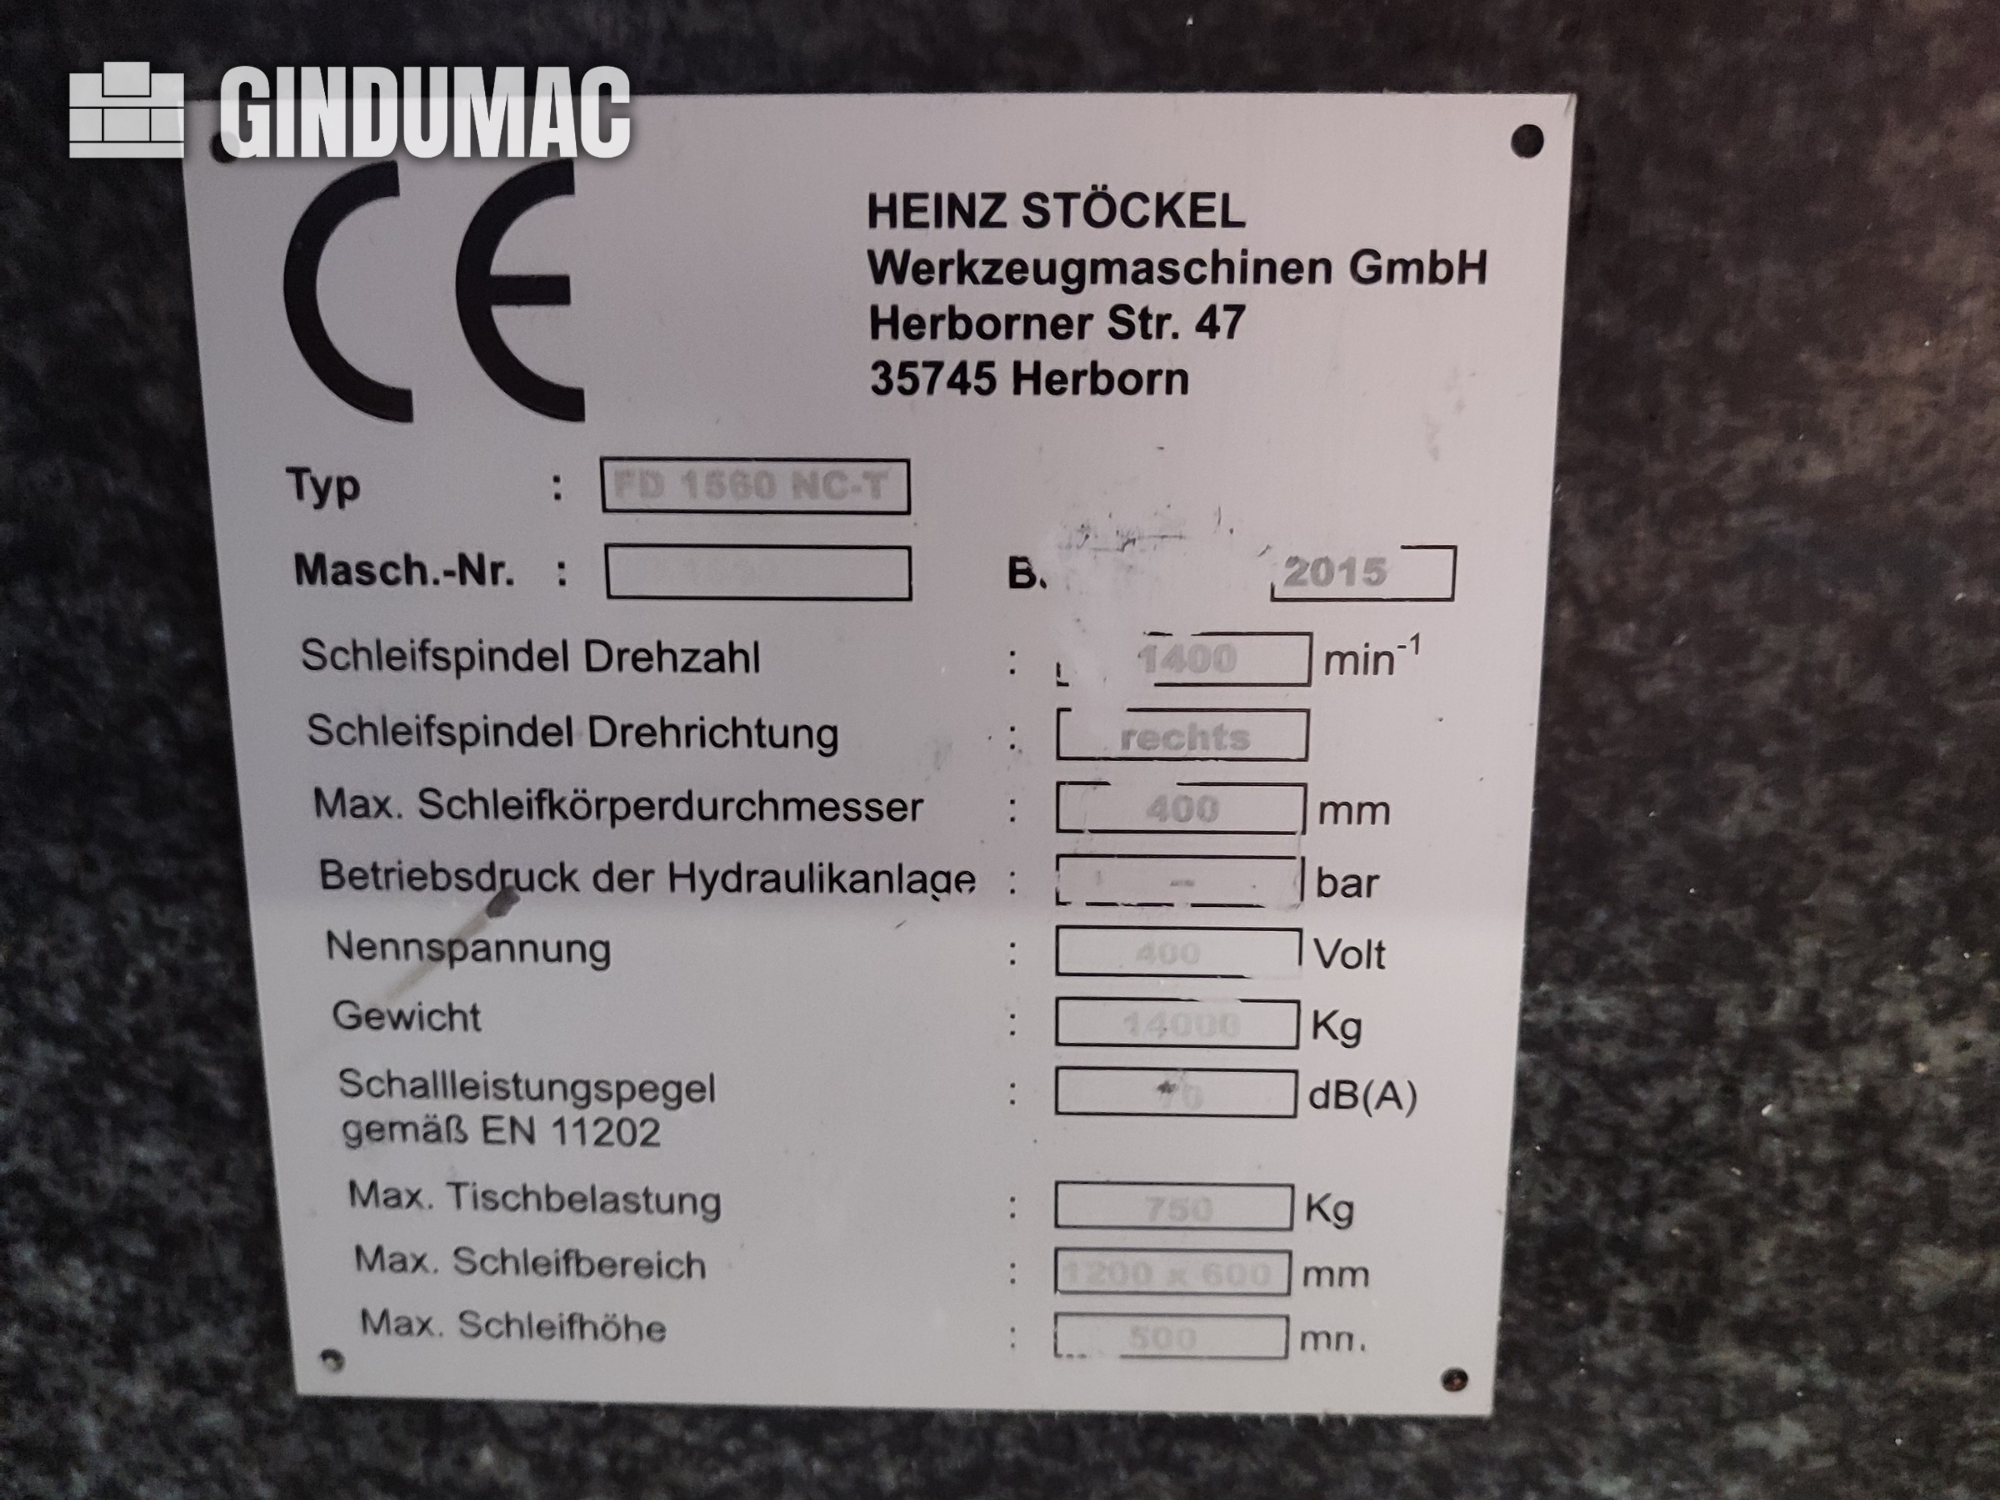 GINDUMAC
CE
HEINZ STÖCKEL
Werkzeugmaschinen GmbH
Herborner Str. 47
35745 Herborn
Typ : FD 1560 NC-T
Masch.-Nr. :
B. 2015
Schleifspindel Drehzahl : 1400 min-1
Schleifspindel Drehrichtung : rechts
Max. Schleifkörperdurchmesser : 400 mm
Betriebsdruck der Hydraulikanlage : – bar
Nennspannung : 400 Volt
Gewicht : 14000 Kg
Schallleistungspegel : dB(A)
gemäß EN 11202
Max. Tischbelastung : 750 Kg
Max. Schleifbereich : 1200 x 600 mm
Max. Schleifhöhe : 500 mn.